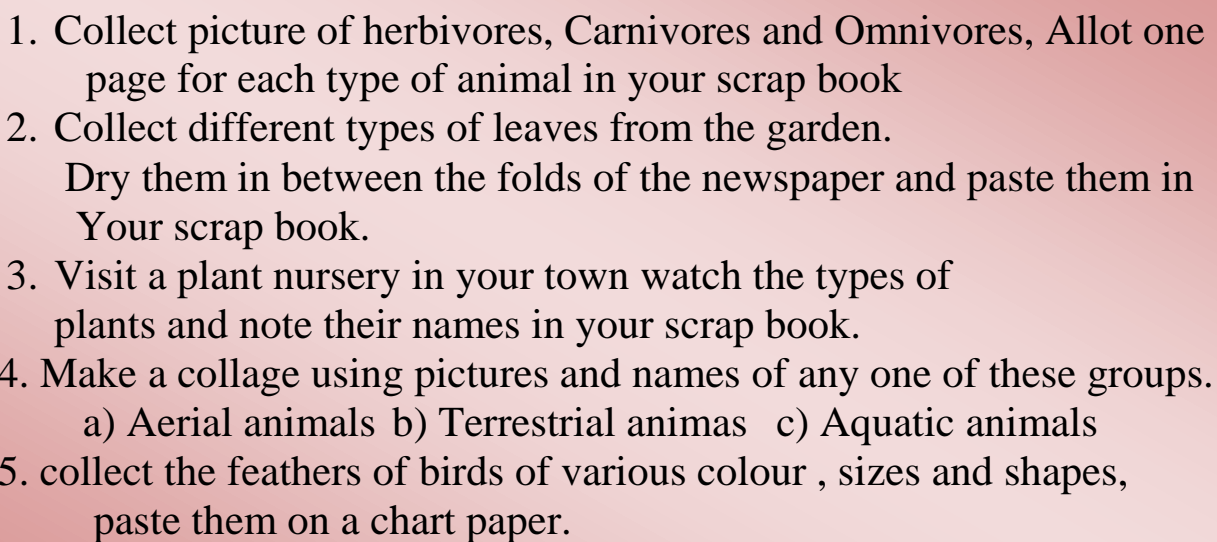 1. Collect picture of herbivores, Carnivores and Omnivores, Allot one
page for each type of animal in your scrap book
2. Collect different types of leaves from the garden.
Dry them in between the folds of the newspaper and paste them in
Your scrap book.
3. Visit a plant nursery in your town watch the types of
plants and note their names in your scrap book.
4. Make a collage using pictures and names of any one of these groups.
a) Aerial animals b) Terrestrial animas c) Aquatic animals
5. collect the feathers of birds of various colour , sizes and shapes,
paste them on a chart paper.